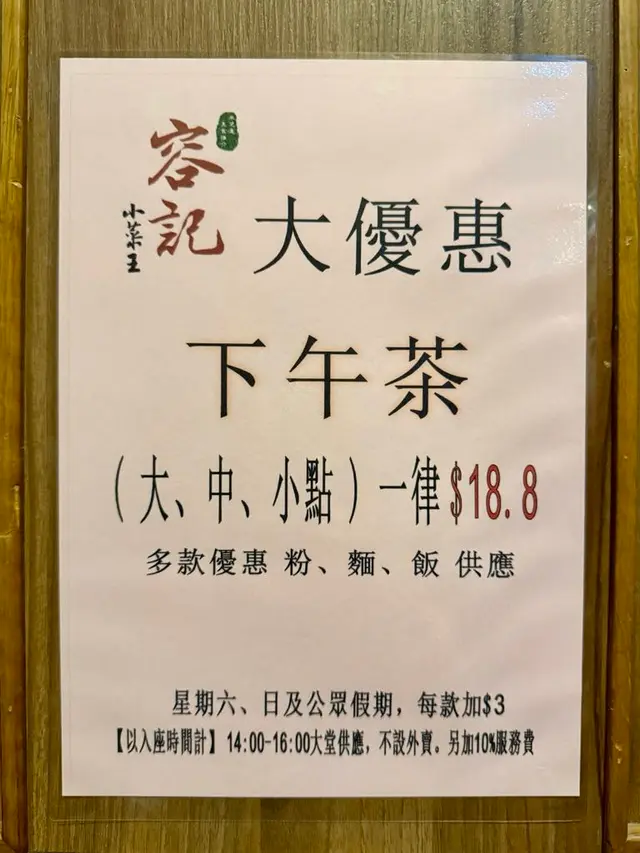 容記
小菜王
大優惠
下午茶
(大、中、小點) 一律$18.8
多款優惠 粉、麵、飯 供應
星期六、日及公眾假期, 每款加$3
【以入座時間計】 14:00-16:00大堂供應, 不設外賣。另加10%服務費